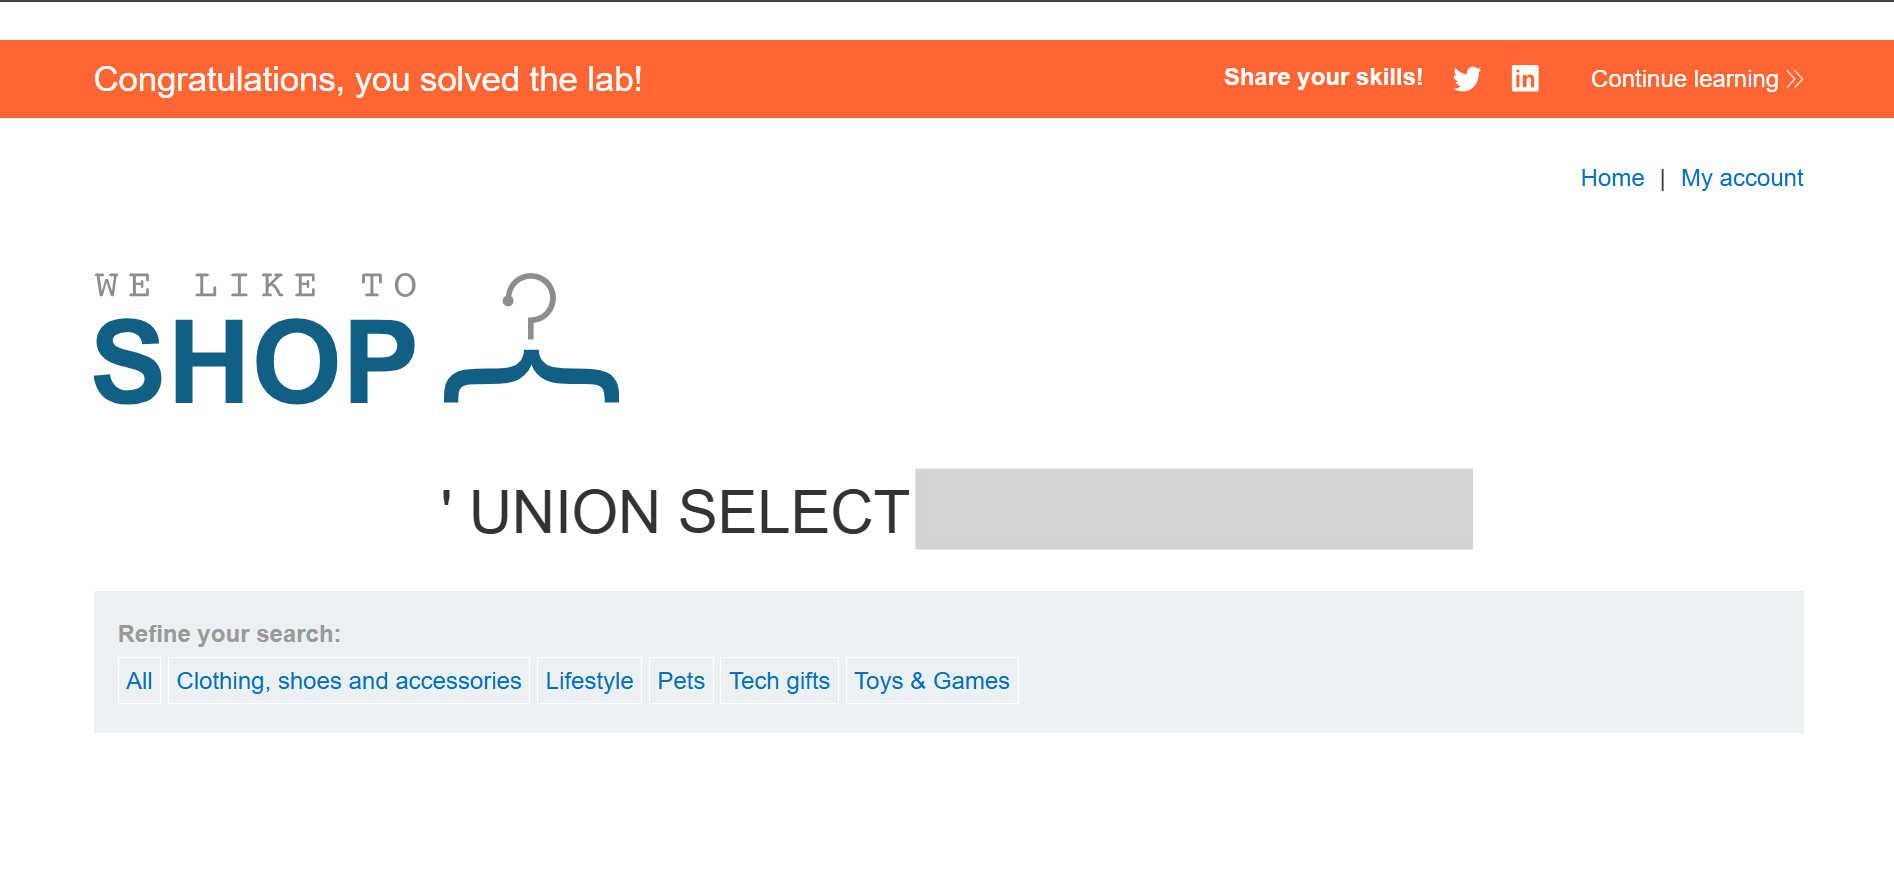 Congratulations, you solved the lab!
Share your skills!
Continue learning
Home | My account
WE LIKE TO
SHOP
' UNION SELECT
Refine your search:
All Clothing, shoes and accessories Lifestyle Pets Tech gifts Toys & Games